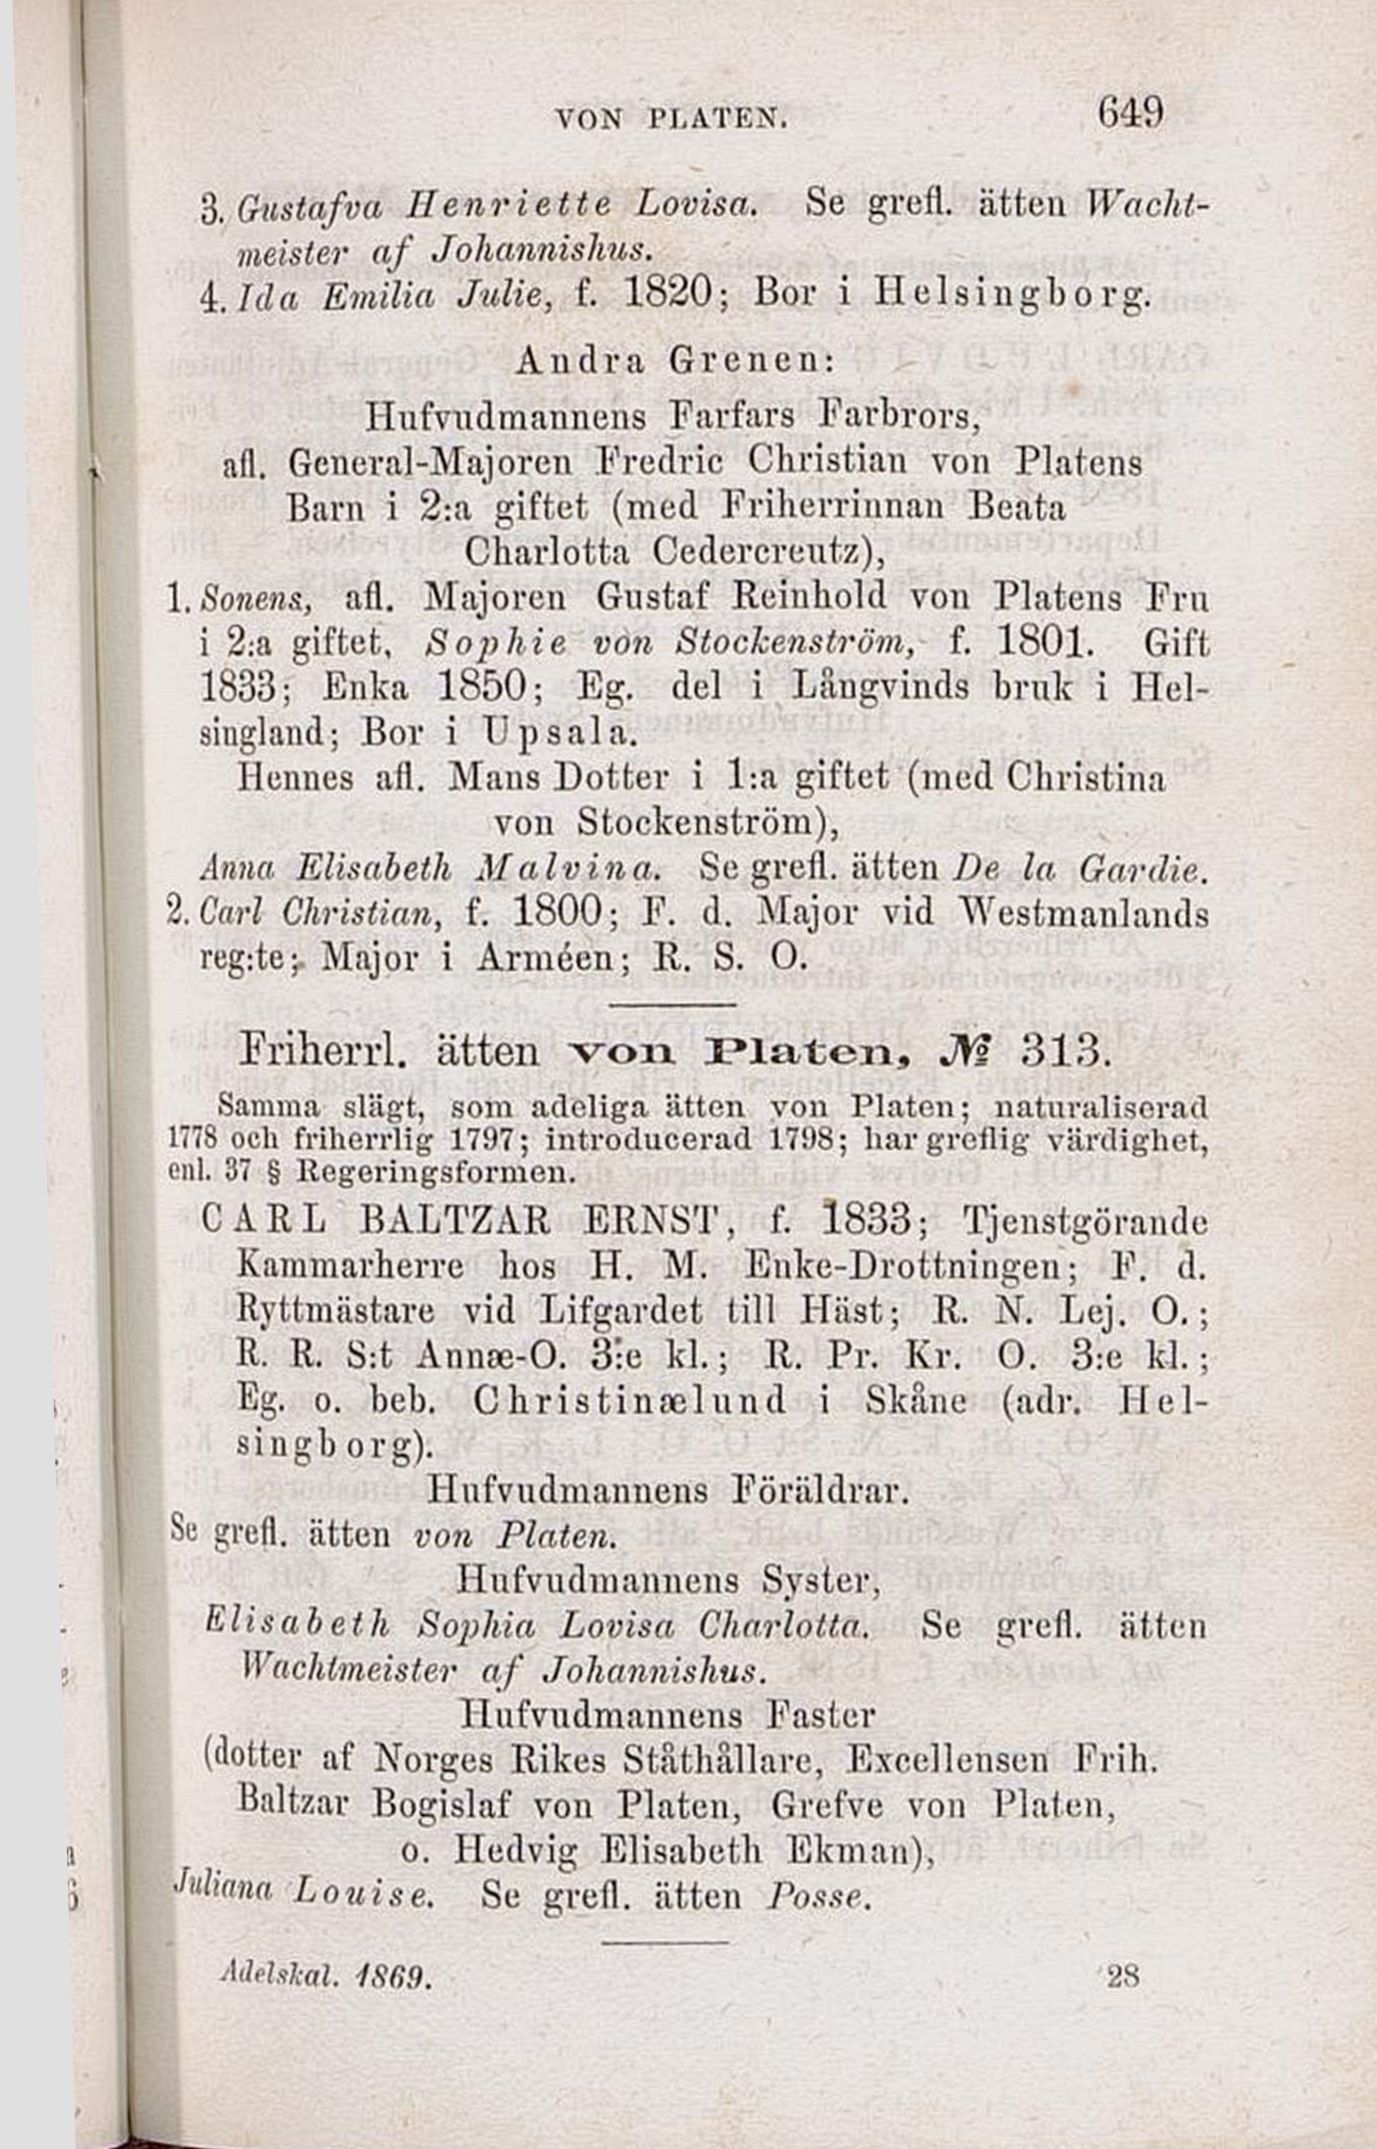 VON PLATEN. 649
3. Gustafva Henriette Lovisa. Se grefl. ätten Wacht-
meister af Johannishus.
4. Ida Emilia Julie, f. 1820; Bor i Helsingborg.
Andra Grenen:
Hufvudmannens Farfars Farbrors,
afl. General-Majoren Fredric Christian von Platens
Barn i 2:a giftet (med Friherrinnan Beata
Charlotta Cedercreutz),
1. Sonens, afl. Majoren Gustaf Reinhold von Platens Fru
i 2:a giftet, Sophie von Stockenström, f. 1801. Gift
1833; Enka 1850; Eg. del i Långvinds bruk i Hel-
singland; Bor i Upsala.
Hennes afl. Mans Dotter i 1:a giftet (med Christina
von Stockenström),
Anna Elisabeth Malvina. Se grefl. ätten De la Gardie.
2. Carl Christian, f. 1800; F. d. Major vid Westmanlands
reg:te; Major i Arméen; R. S. O.
Friherrl. ätten von Platen, № 313.
Samma slägt, som adeliga ätten von Platen; naturaliserad
1778 och friherrlig 1797; introducerad 1798; har greflig värdighet,
enl. 37 § Regeringsformen.
CARL BALTZAR ERNST, f. 1833; Tjenstgörande
Kammarherre hos H. M. Enke-Drottningen; F. d.
Ryttmästare vid Lifgardet till Häst; R. N. Lej. O.;
R. R. S:t Annæ-O. 3:e kl.; R. Pr. Kr. O. 3:e kl.;
Eg. o. beb. Christinælund i Skåne (adr. Hel-
singborg).
Hufvudmannens Föräldrar.
Se grefl. ätten von Platen.
Hufvudmannens Syster,
Elisabeth Sophia Lovisa Charlotta. Se grefl. ätten
Wachtmeister af Johannishus.
Hufvudmannens Faster
(dotter af Norges Rikes Ståthållare, Excellensen Frih.
Baltzar Bogislaf von Platen, Grefve von Platen,
o. Hedvig Elisabeth Ekman),
Juliana Louise. Se grefl. ätten Posse.
Adelskal. 1869. 28